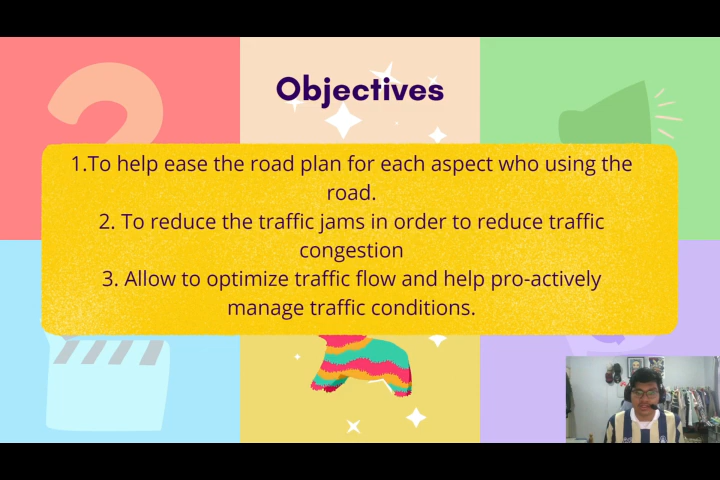 Objectives
1.To help ease the road plan for each aspect who using the
road.
2. To reduce the traffic jams in order to reduce traffic
congestion
3. Allow to optimize traffic flow and help pro-actively
manage traffic conditions.